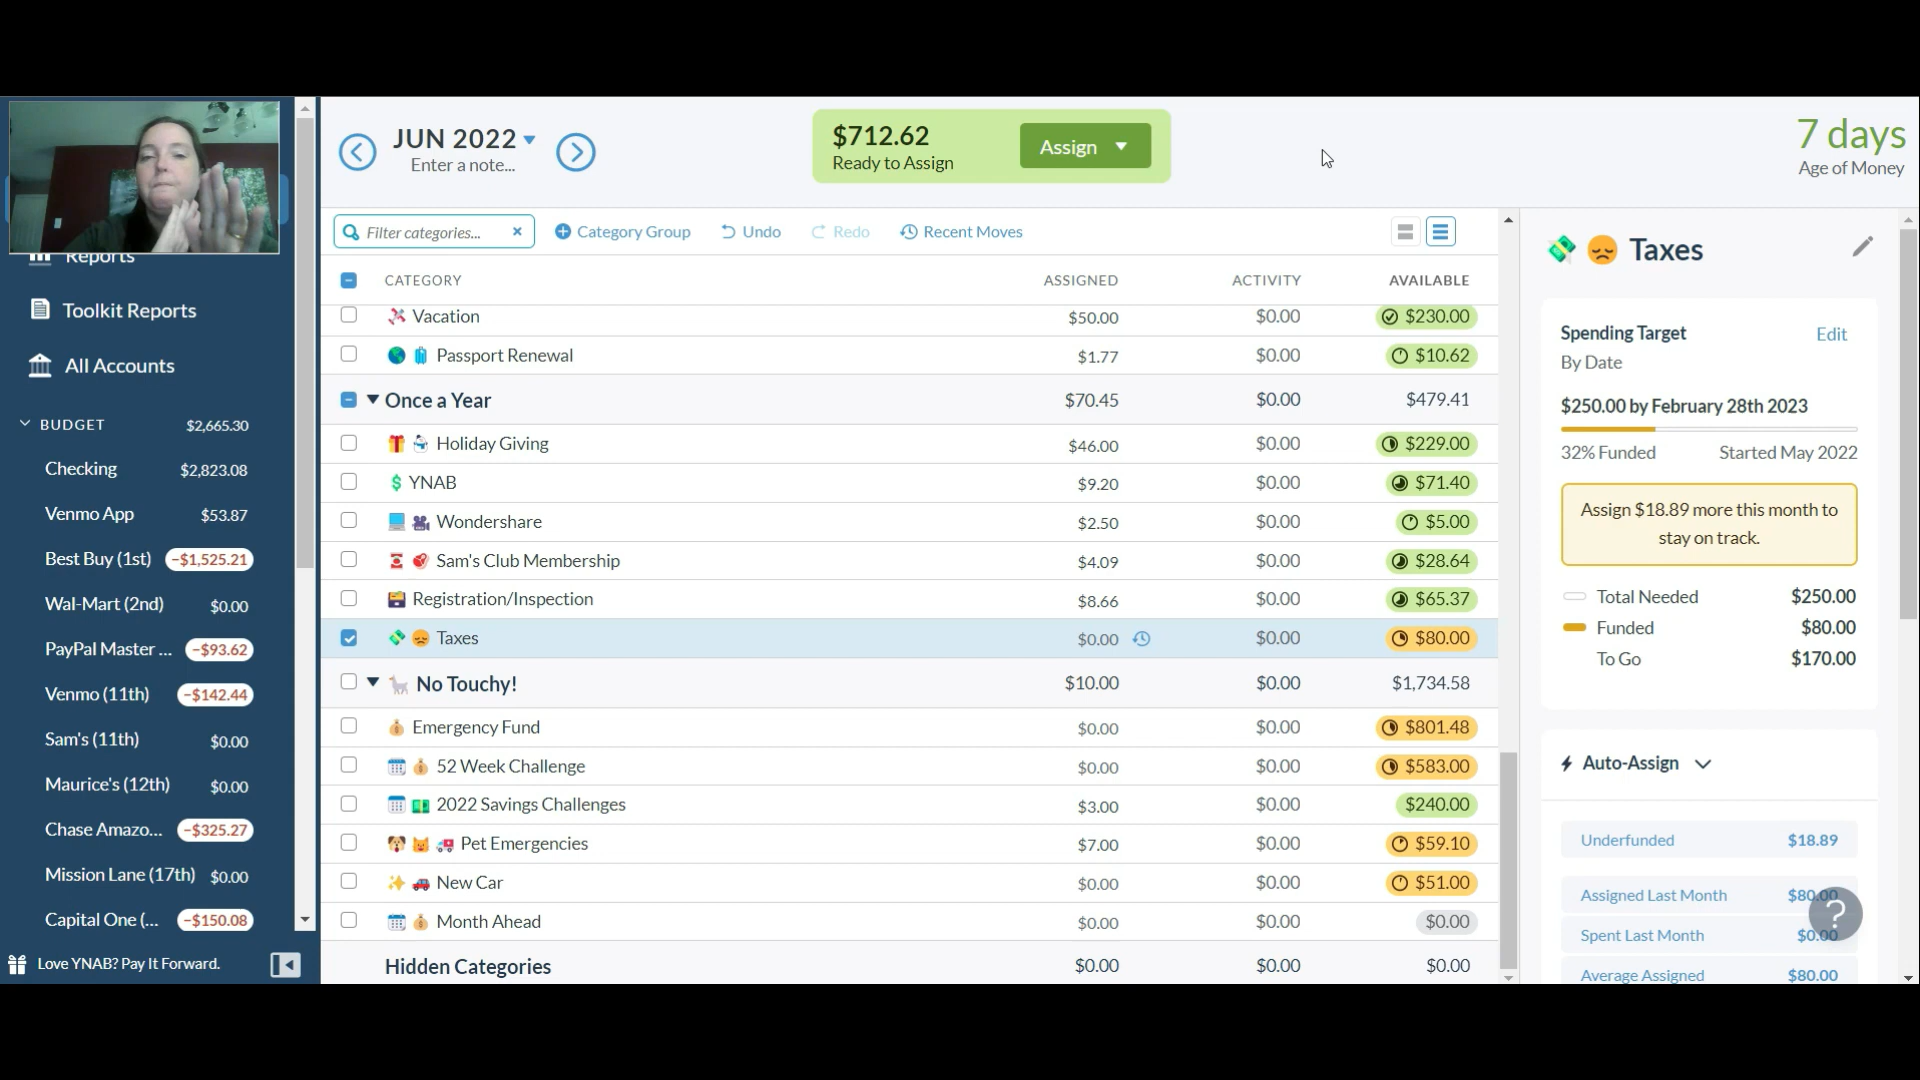 Reports
Toolkit Reports
All Accounts
BUDGET $2,665.30
Checking $2,823.08
Venmo App $53.87
Best Buy (1st) −$1,525.21
Wal-Mart (2nd) $0.00
PayPal Master ... −$93.62
Venmo (11th) −$142.44
Sam's (11th) $0.00
Maurice's (12th) $0.00
Chase Amazo... −$325.27
Mission Lane (17th) $0.00
Capital One (... −$150.08
Love YNAB? Pay It Forward.
JUN 2022
Enter a note...
$712.62
Ready to Assign
Assign
7 days
Age of Money
Filter categories...
Category Group
Undo
Redo
Recent Moves
CATEGORY ASSIGNED ACTIVITY AVAILABLE
Vacation $50.00 $0.00 $230.00
Passport Renewal $1.77 $0.00 $10.62
Once a Year $70.45 $0.00 $479.41
Holiday Giving $46.00 $0.00 $229.00
YNAB $9.20 $0.00 $71.40
Wondershare $2.50 $0.00 $5.00
Sam's Club Membership $4.09 $0.00 $28.64
Registration/Inspection $8.66 $0.00 $65.37
Taxes $0.00 $0.00 $80.00
No Touchy! $10.00 $0.00 $1,734.58
Emergency Fund $0.00 $0.00 $801.48
52 Week Challenge $0.00 $0.00 $583.00
2022 Savings Challenges $3.00 $0.00 $240.00
Pet Emergencies $7.00 $0.00 $59.10
New Car $0.00 $0.00 $51.00
Month Ahead $0.00 $0.00 $0.00
Hidden Categories $0.00 $0.00 $0.00
Taxes
Spending Target Edit
By Date
$250.00 by February 28th 2023
32% Funded Started May 2022
Assign $18.89 more this month to
stay on track.
Total Needed $250.00
Funded $80.00
To Go $170.00
Auto-Assign
Underfunded $18.89
Assigned Last Month $80.00
Spent Last Month $0.00
Average Assigned $80.00
?